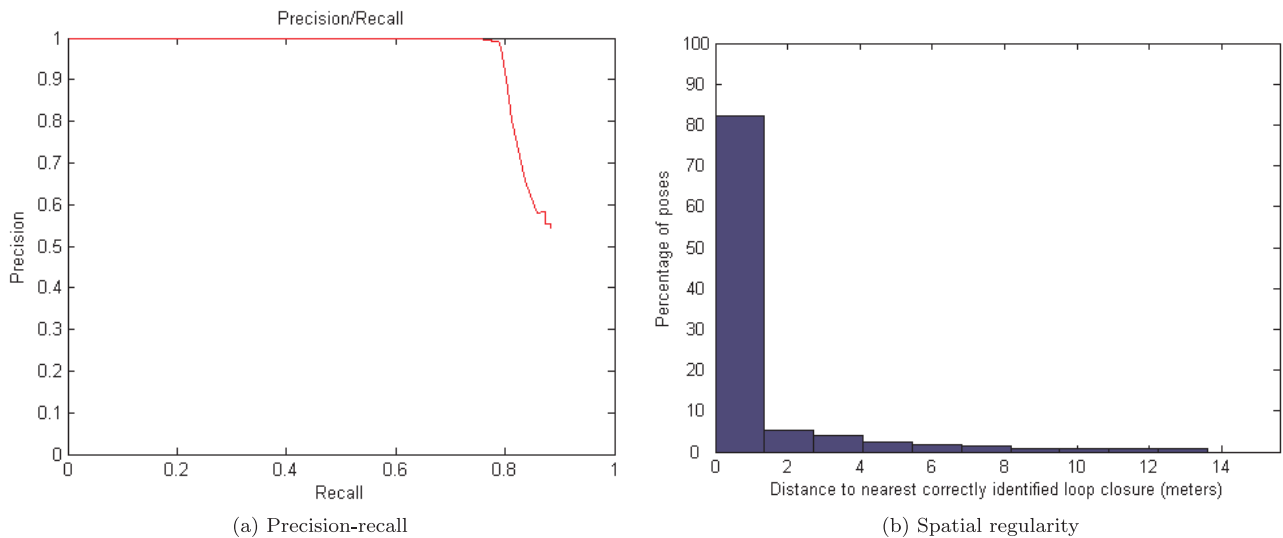 Precision/Recall
1
0.9
0.8
0.7
0.6
0.5
0.4
0.3
0.2
0.1
0
Precision
0 0.2 0.4 0.6 0.8 1
Recall
(a) Precision-recall
100
90
80
70
60
50
40
30
20
10
0
Percentage of poses
0 2 4 6 8 10 12 14
Distance to nearest correctly identified loop closure (meters)
(b) Spatial regularity